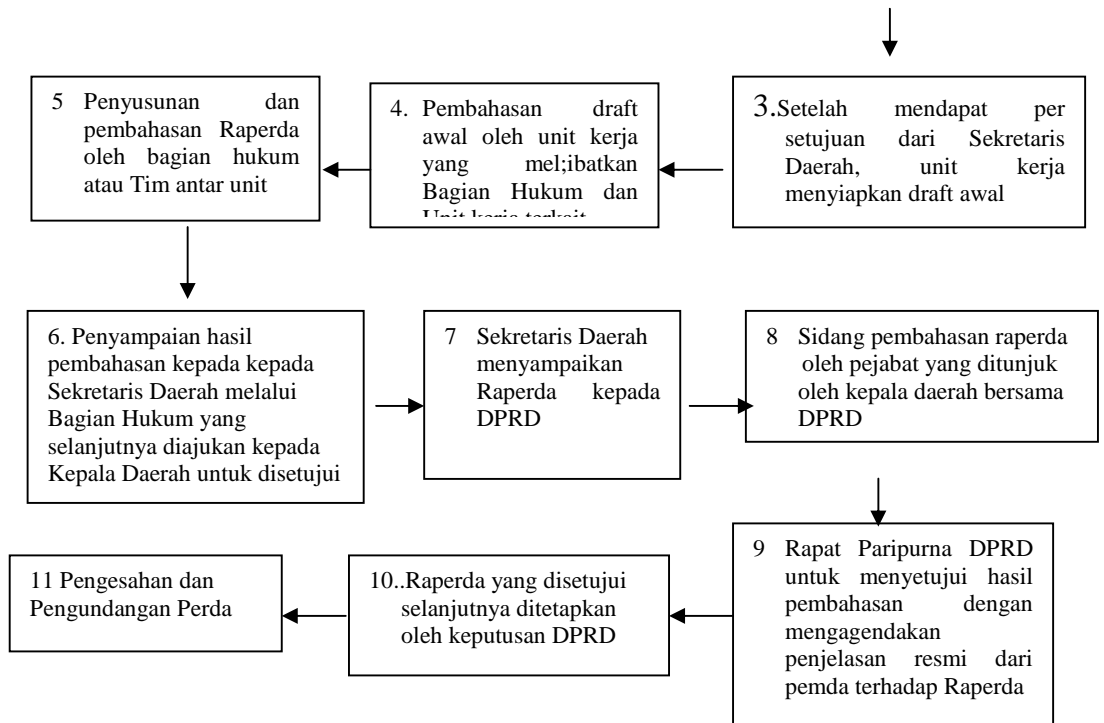 3.Setelah mendapat per
setujuan dari Sekretaris
Daerah, unit kerja
menyiapkan draft awal
4. Pembahasan draft
awal oleh unit kerja
yang mel;ibatkan
Bagian Hukum dan
Unit kerja terkait
5 Penyusunan dan
pembahasan Raperda
oleh bagian hukum
atau Tim antar unit
6. Penyampaian hasil
pembahasan kepada kepada
Sekretaris Daerah melalui
Bagian Hukum yang
selanjutnya diajukan kepada
Kepala Daerah untuk disetujui
7 Sekretaris Daerah
menyampaikan
Raperda kepada
DPRD
8 Sidang pembahasan raperda
oleh pejabat yang ditunjuk
oleh kepala daerah bersama
DPRD
9 Rapat Paripurna DPRD
untuk menyetujui hasil
pembahasan dengan
mengagendakan
penjelasan resmi dari
pemda terhadap Raperda
10..Raperda yang disetujui
selanjutnya ditetapkan
oleh keputusan DPRD
11 Pengesahan dan
Pengundangan Perda